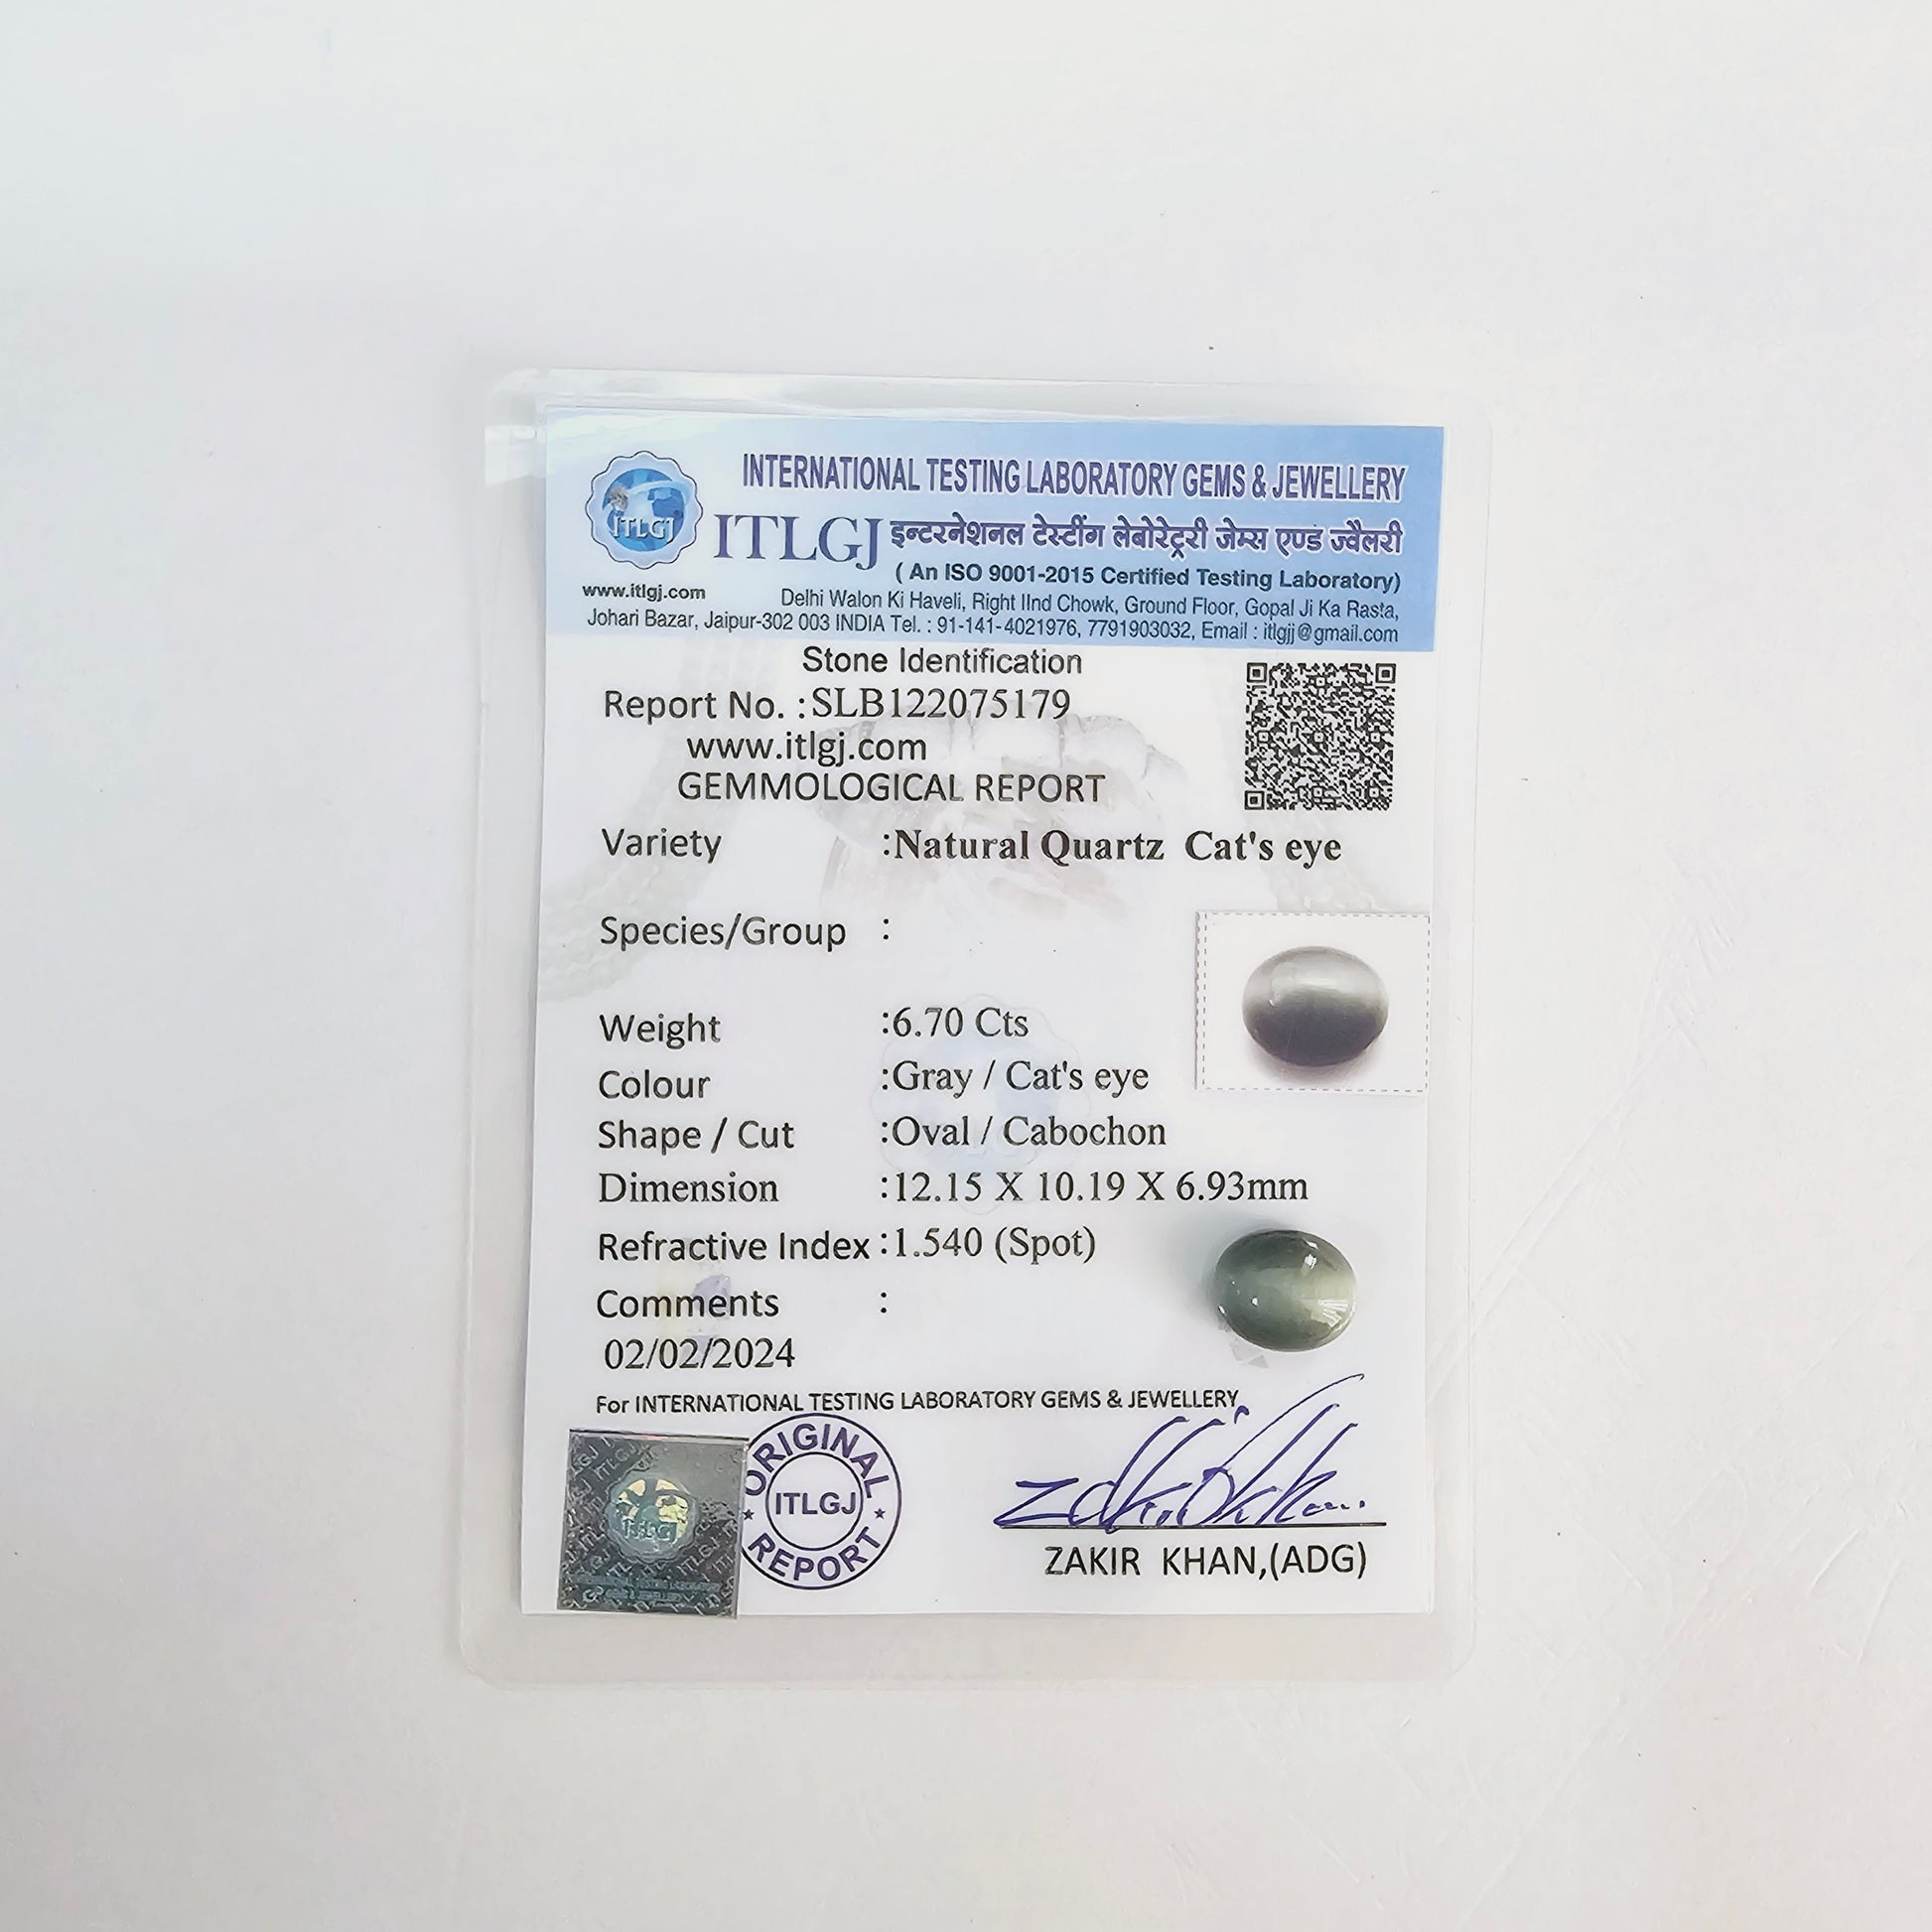 INTERNATIONAL TESTING LABORATORY GEMS & JEWELLERY
ITLGJ
ITLGJ इन्टरनेशनल टेस्टींग लेबोरेट्ररी जेम्स एण्ड ज्वैलरी
( An ISO 9001-2015 Certified Testing Laboratory)
www.itlgj.com
Delhi Walon Ki Haveli, Right IInd Chowk, Ground Floor, Gopal Ji Ka Rasta,
Johari Bazar, Jaipur-302 003 INDIA Tel. : 91-141-4021976, 7791903032, Email : itlgjj@gmail.com
Stone Identification
Report No. :SLB122075179
www.itlgj.com
GEMMOLOGICAL REPORT
Variety :Natural Quartz Cat's eye
Species/Group :
Weight :6.70 Cts
Colour :Gray / Cat's eye
Shape / Cut :Oval / Cabochon
Dimension :12.15 X 10.19 X 6.93mm
Refractive Index :1.540 (Spot)
Comments :
02/02/2024
For INTERNATIONAL TESTING LABORATORY GEMS & JEWELLERY
ORIGINAL
ITLGJ
REPORT
ZAKIR KHAN,(ADG)